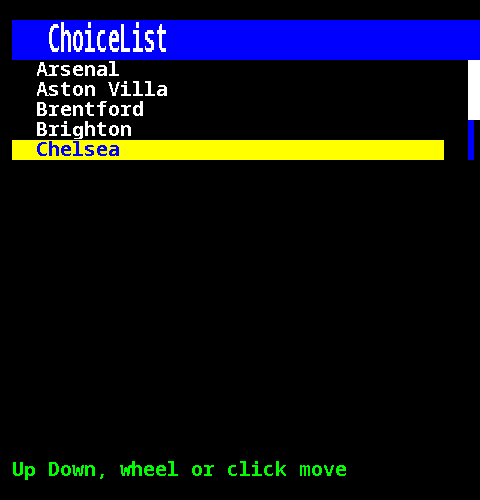 ChoiceList
Arsenal
Aston Villa
Brentford
Brighton
Chelsea
Up Down, wheel or click move